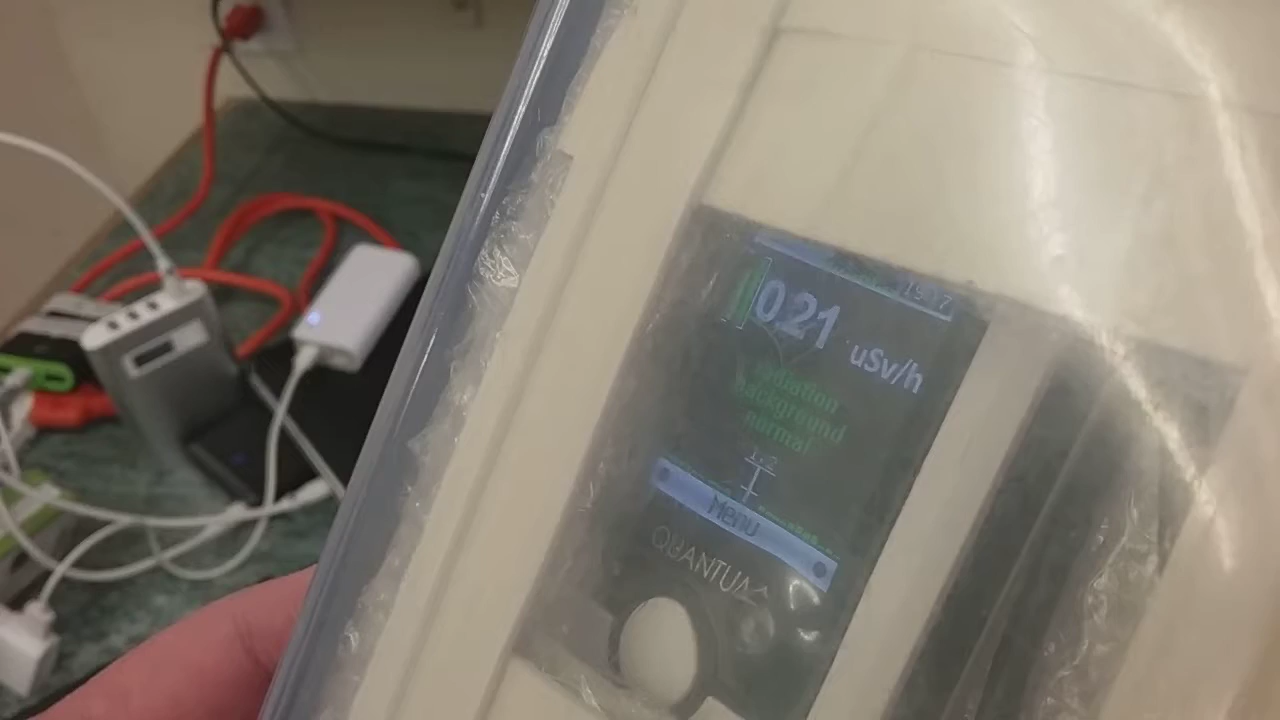 0.21 uSv/h
radiation
background
normal
Menu
QUANTUM